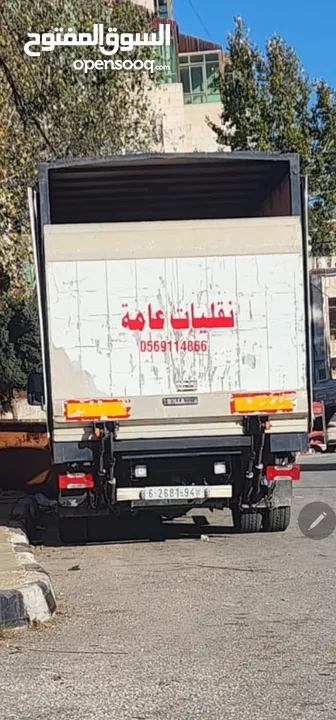 السوق المفتوح
opensooq.com
نقليات عامة
0569114866
6-2681-94